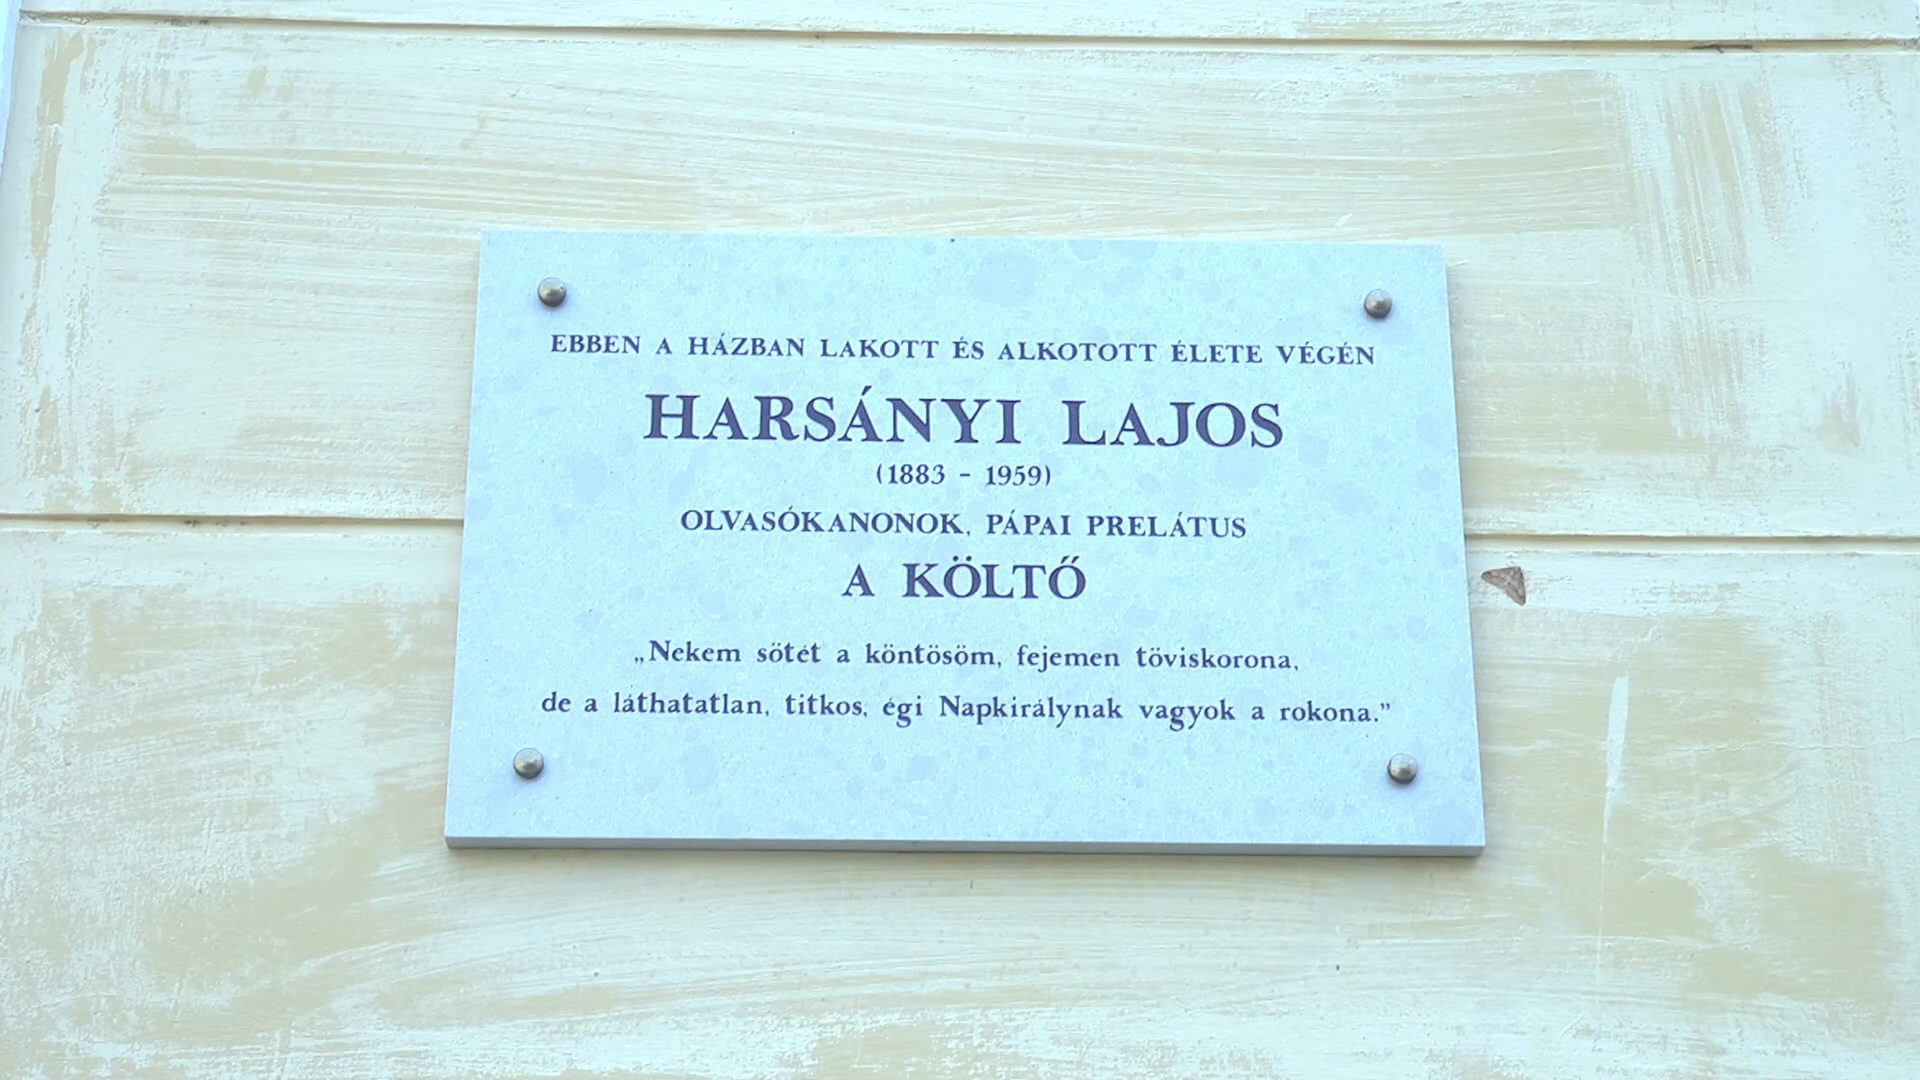 EBBEN A HÁZBAN LAKOTT ÉS ALKOTOTT ÉLETE VÉGÉN
HARSÁNYI LAJOS
(1883 - 1959)
OLVASÓKANONOK, PÁPAI PRELÁTUS
A KÖLTŐ
„Nekem sötét a köntösöm, fejemen töviskorona,
de a láthatatlan, titkos, égi Napkirálynak vagyok a rokona.”